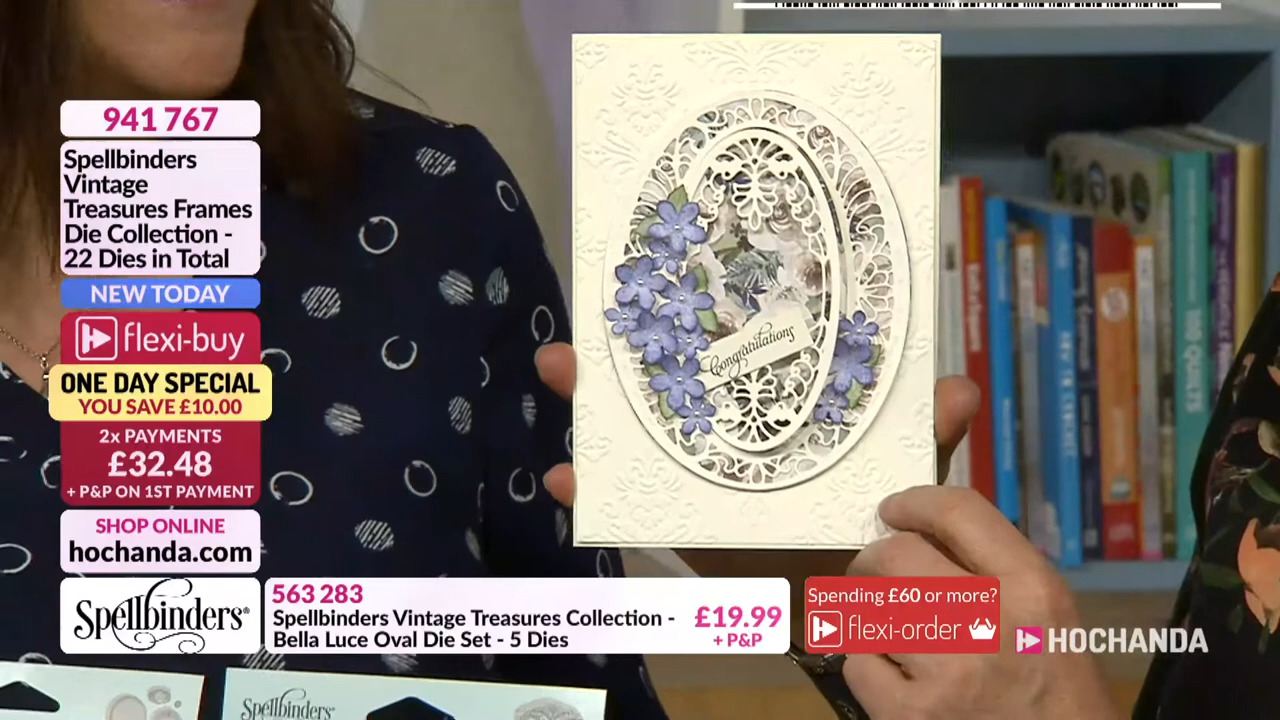 941 767
Spellbinders
Vintage
Treasures Frames
Die Collection -
22 Dies in Total
NEW TODAY
flexi-buy
ONE DAY SPECIAL
YOU SAVE £10.00
2x PAYMENTS
£32.48
+ P&P ON 1ST PAYMENT
SHOP ONLINE
hochanda.com
Spellbinders®
563 283
Spellbinders Vintage Treasures Collection -
Bella Luce Oval Die Set - 5 Dies
£19.99
+ P&P
Spending £60 or more?
flexi-order
HOCHANDA
Congratulations
100 QUILTS
Spellbinders